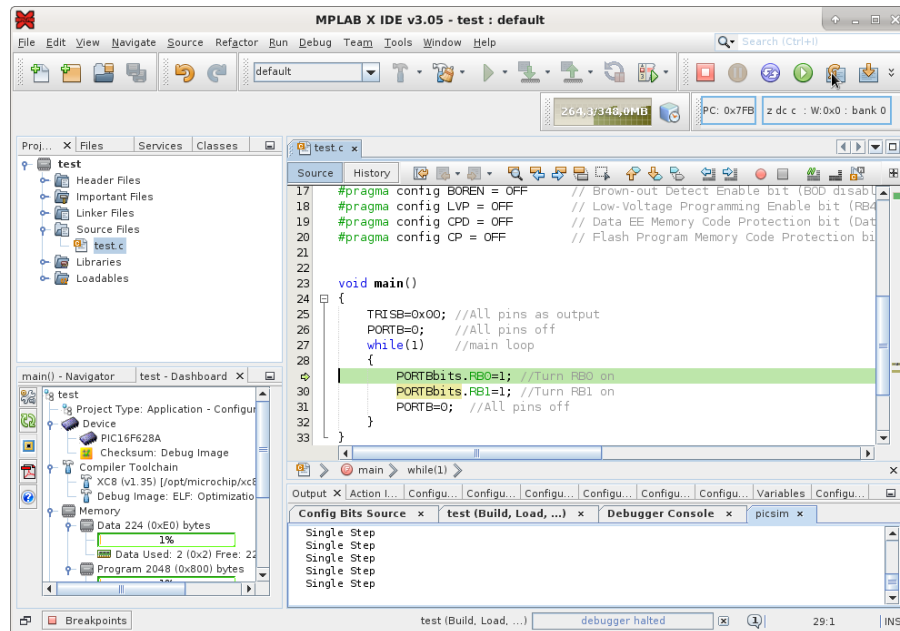 MPLAB X IDE v3.05 - test : default
File Edit View Navigate Source Refactor Run Debug Team Tools Window Help
Search (Ctrl+I)
default
264,3/348,0MB
PC: 0x7FB
z dc c : W:0x0 : bank 0
Proj... Files Services Classes
test
Header Files
Important Files
Linker Files
Source Files
test.c
Libraries
Loadables
main() - Navigator test - Dashboard
test
Project Type: Application - Configur
Device
PIC16F628A
Checksum: Debug Image
Compiler Toolchain
XC8 (v1.35) [/opt/microchip/xc8
Debug Image: ELF: Optimizatio
Memory
Data 224 (0xE0) bytes
1%
Data Used: 2 (0x2) Free: 22
Program 2048 (0x800) bytes
test.c
Source History
17 #pragma config BOREN = OFF // Brown-out Detect Enable bit (BOD disabl
18 #pragma config LVP = OFF // Low-Voltage Programming Enable bit (RB4
19 #pragma config CPD = OFF // Data EE Memory Code Protection bit (Dat
20 #pragma config CP = OFF // Flash Program Memory Code Protection bi
21
22
23 void main()
24 {
25 TRISB=0x00; //All pins as output
26 PORTB=0; //All pins off
27 while(1) //main loop
28 {
PORTBbits.RB0=1; //Turn RB0 on
30 PORTBbits.RB1=1; //Turn RB1 on
31 PORTB=0; //All pins off
32 }
33 }
main while(1)
Output Action I... Configu... Configu... Configu... Configu... Configu... Configu... Variables Configu...
Config Bits Source test (Build, Load, ...) Debugger Console picsim
Single Step
Single Step
Single Step
Single Step
Single Step
Breakpoints
test (Build, Load, ...) debugger halted
29:1
INS